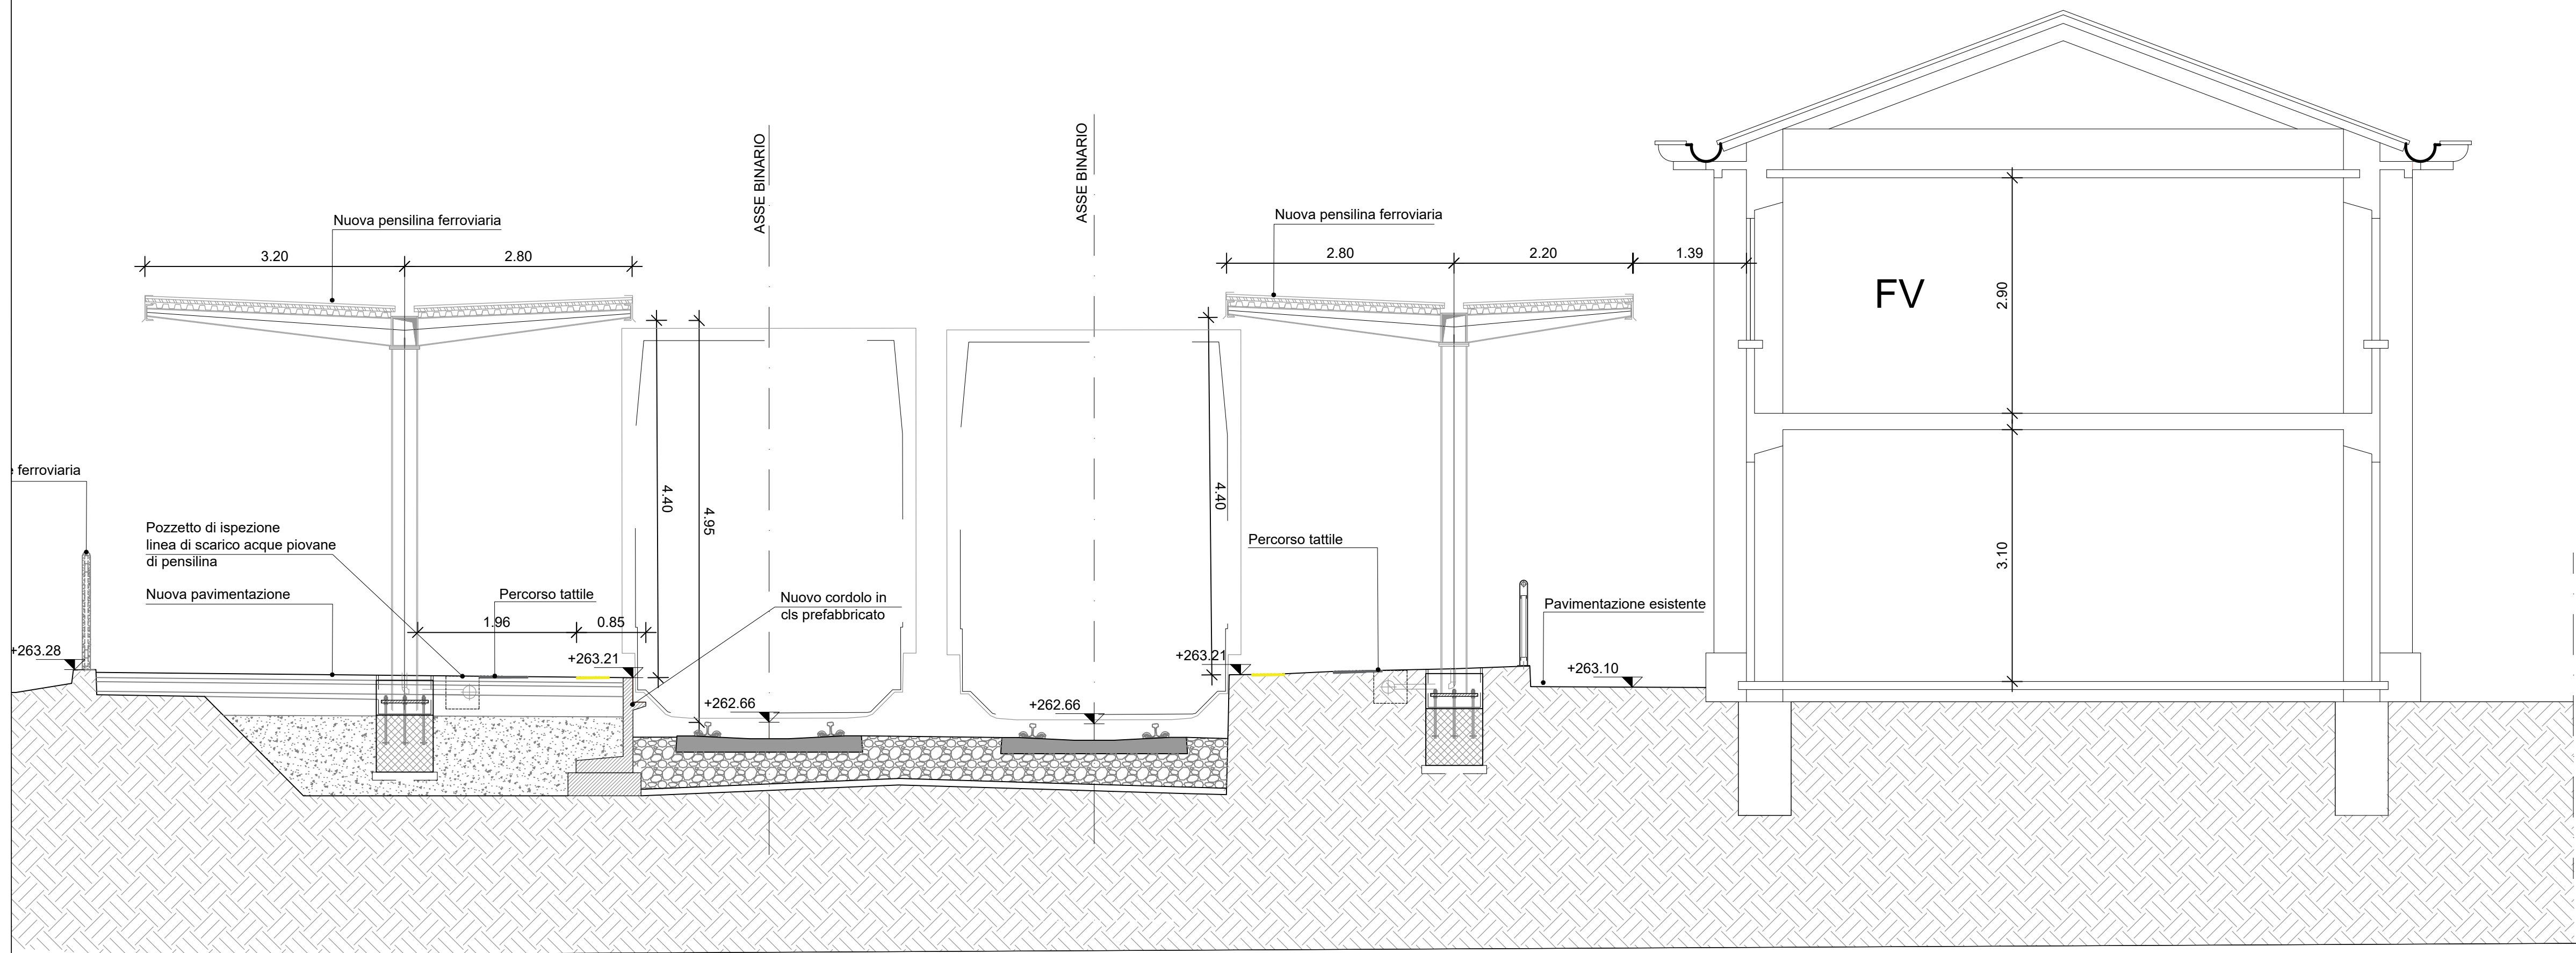 ASSE BINARIO
ASSE BINARIO
Nuova pensilina ferroviaria
Nuova pensilina ferroviaria
3.20
2.80
2.80
2.20
1.39
FV
2.90
ferroviaria
4.40
4.95
4.40
Pozzetto di ispezione
linea di scarico acque piovane
di pensilina
Percorso tattile
3.10
Nuova pavimentazione
Percorso tattile
Nuovo cordolo in
cls prefabbricato
Pavimentazione esistente
1.96
0.85
+263.28
+263.21
+263.21
+263.10
+262.66
+262.66